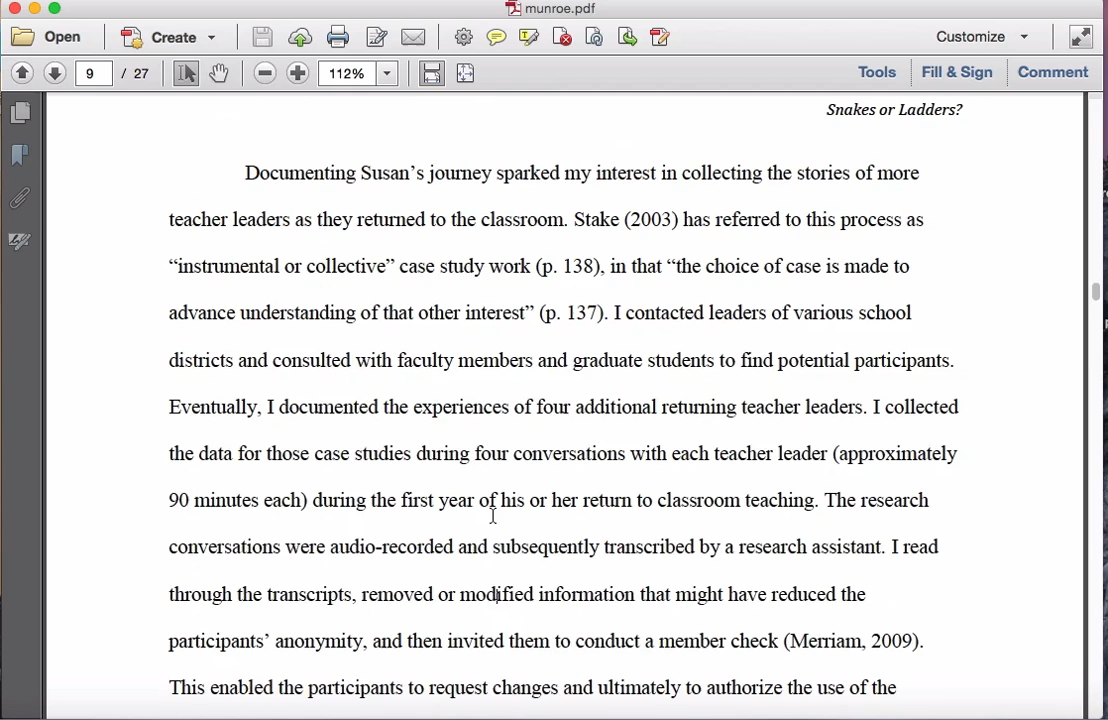 munroe.pdf
Open
Create
Customize
9 / 27
112%
Tools
Fill & Sign
Comment
Snakes or Ladders?
Documenting Susan’s journey sparked my interest in collecting the stories of more
teacher leaders as they returned to the classroom. Stake (2003) has referred to this process as
“instrumental or collective” case study work (p. 138), in that “the choice of case is made to
advance understanding of that other interest” (p. 137). I contacted leaders of various school
districts and consulted with faculty members and graduate students to find potential participants.
Eventually, I documented the experiences of four additional returning teacher leaders. I collected
the data for those case studies during four conversations with each teacher leader (approximately
90 minutes each) during the first year of his or her return to classroom teaching. The research
conversations were audio-recorded and subsequently transcribed by a research assistant. I read
through the transcripts, removed or modified information that might have reduced the
participants’ anonymity, and then invited them to conduct a member check (Merriam, 2009).
This enabled the participants to request changes and ultimately to authorize the use of the